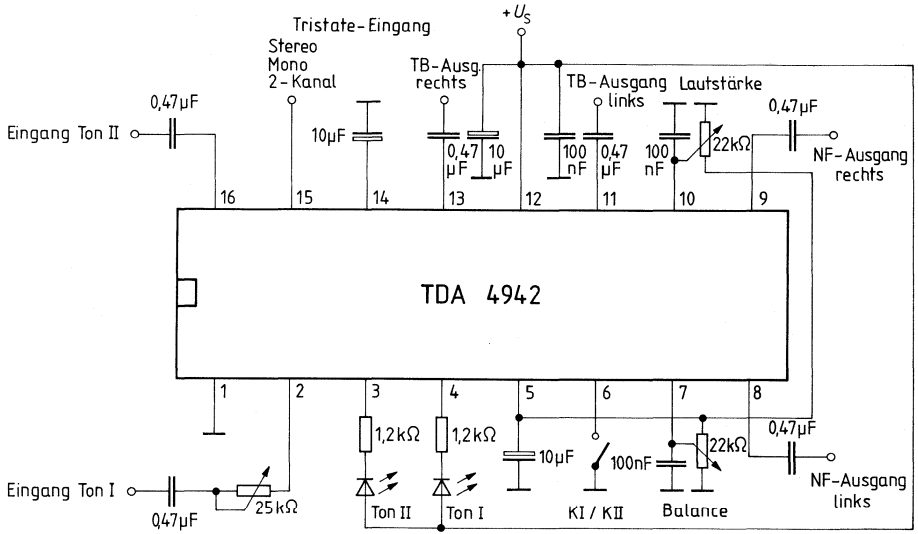 +U_S
Tristate-Eingang
Stereo
Mono
2-Kanal
TB-Ausg.
rechts
TB-Ausgang
links
Lautstärke
0,47µF
Eingang Ton II
10µF
0,47
µF
10
µF
100
nF
0,47
µF
100
nF
22kΩ
0,47µF
NF-Ausgang
rechts
16
15
14
13
12
11
10
9
TDA 4942
1
2
3
4
5
6
7
8
1,2kΩ
1,2kΩ
10µF
100nF
22kΩ
0,47µF
NF-Ausgang
links
Eingang Ton I
0,47µF
25kΩ
Ton II
Ton I
KI / KII
Balance